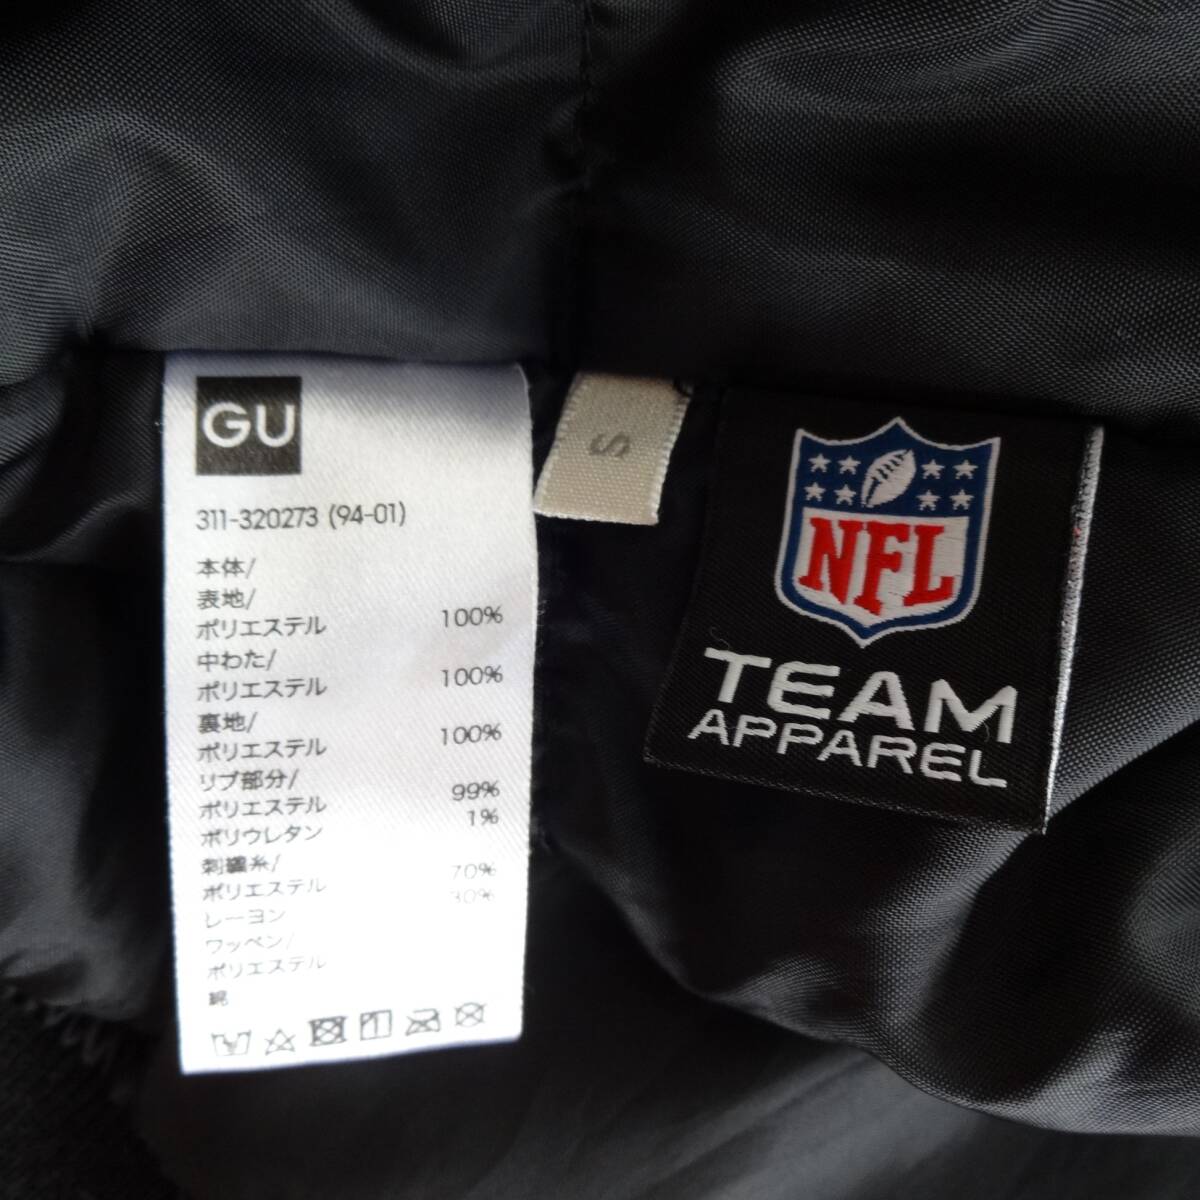 GU
311-320273 (94-01)
本体/
表地/
ポリエステル 100%
中わた/
ポリエステル 100%
裏地/
ポリエステル 100%
リブ部分/
ポリエステル 99%
ポリウレタン 1%
刺繍糸/
ポリエステル 70%
レーヨン 30%
ワッペン/
ポリエステル
綿
S
NFL
TEAM
APPAREL